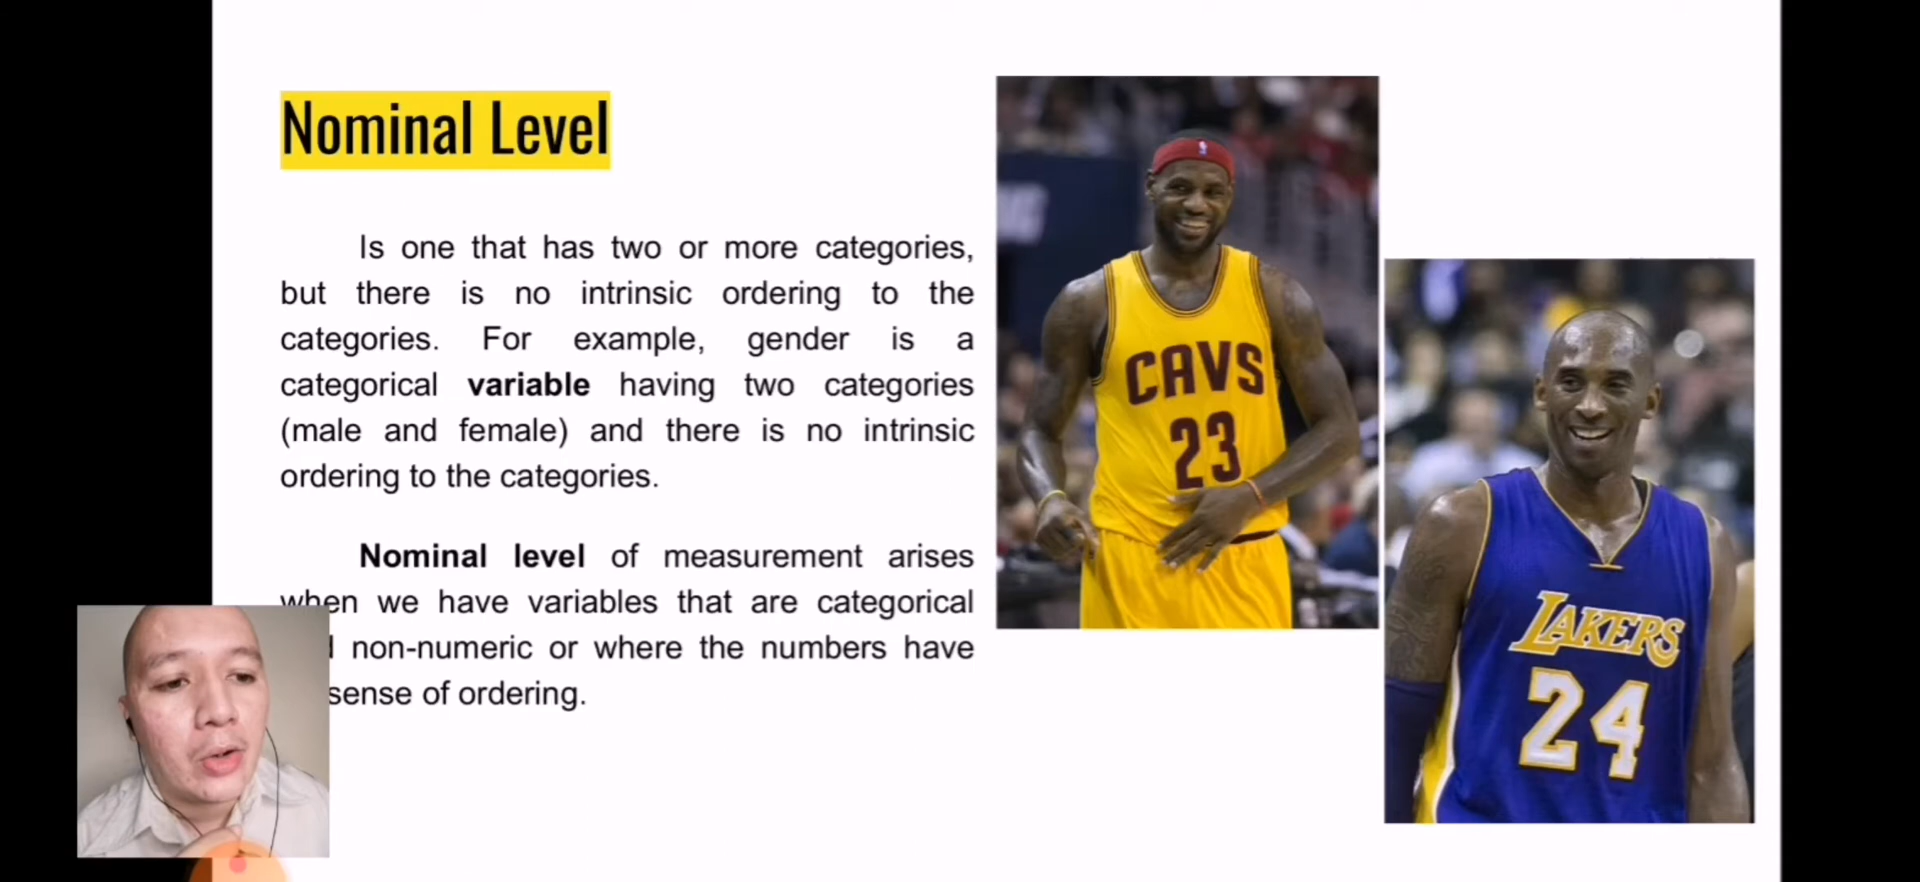 Nominal Level
Is one that has two or more categories,
but there is no intrinsic ordering to the
categories. For example, gender is a
categorical variable having two categories
(male and female) and there is no intrinsic
ordering to the categories.
Nominal level of measurement arises
when we have variables that are categorical
non-numeric or where the numbers have
sense of ordering.
CAVS
23
LAKERS
24